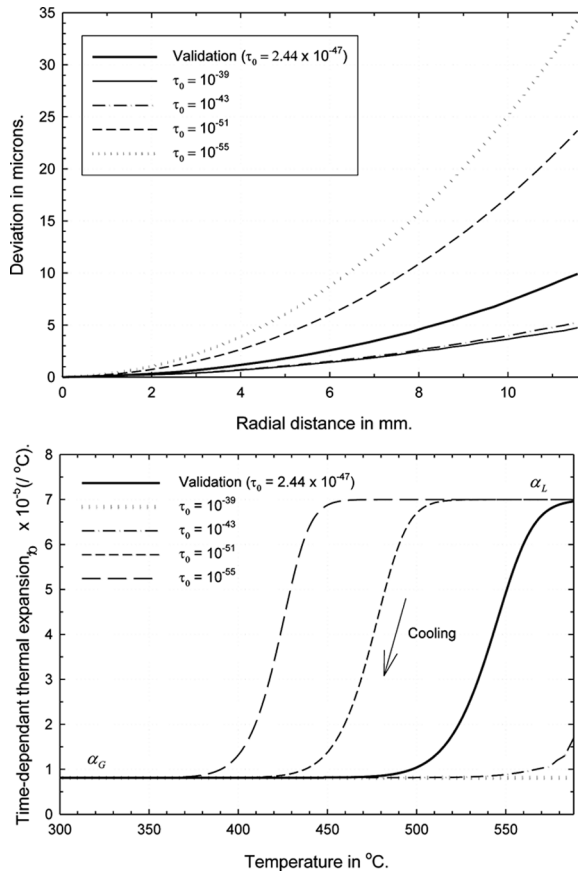 35
30
25
20
15
10
5
0
Deviation in microns.
Validation (τ₀ = 2.44 x 10⁻⁴⁷)
τ₀ = 10⁻³⁹
τ₀ = 10⁻⁴³
τ₀ = 10⁻⁵¹
τ₀ = 10⁻⁵⁵
0 2 4 6 8 10
Radial distance in mm.
8
7
6
5
4
3
2
1
0
Time-dependant thermal expansion, x 10⁻⁵(/ °C).
Validation (τ₀ = 2.44 x 10⁻⁴⁷)
τ₀ = 10⁻³⁹
τ₀ = 10⁻⁴³
τ₀ = 10⁻⁵¹
τ₀ = 10⁻⁵⁵
α_L
Cooling
α_G
300 350 400 450 500 550
Temperature in °C.